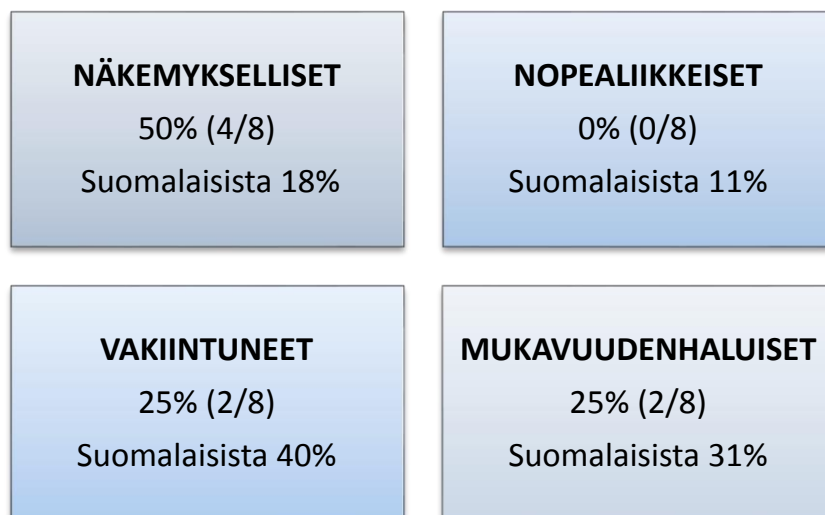 NÄKEMYKSELLISET
50% (4/8)
Suomalaisista 18%
NOPEALIIKKEISET
0% (0/8)
Suomalaisista 11%
VAKIINTUNEET
25% (2/8)
Suomalaisista 40%
MUKAVUUDENHALUISET
25% (2/8)
Suomalaisista 31%